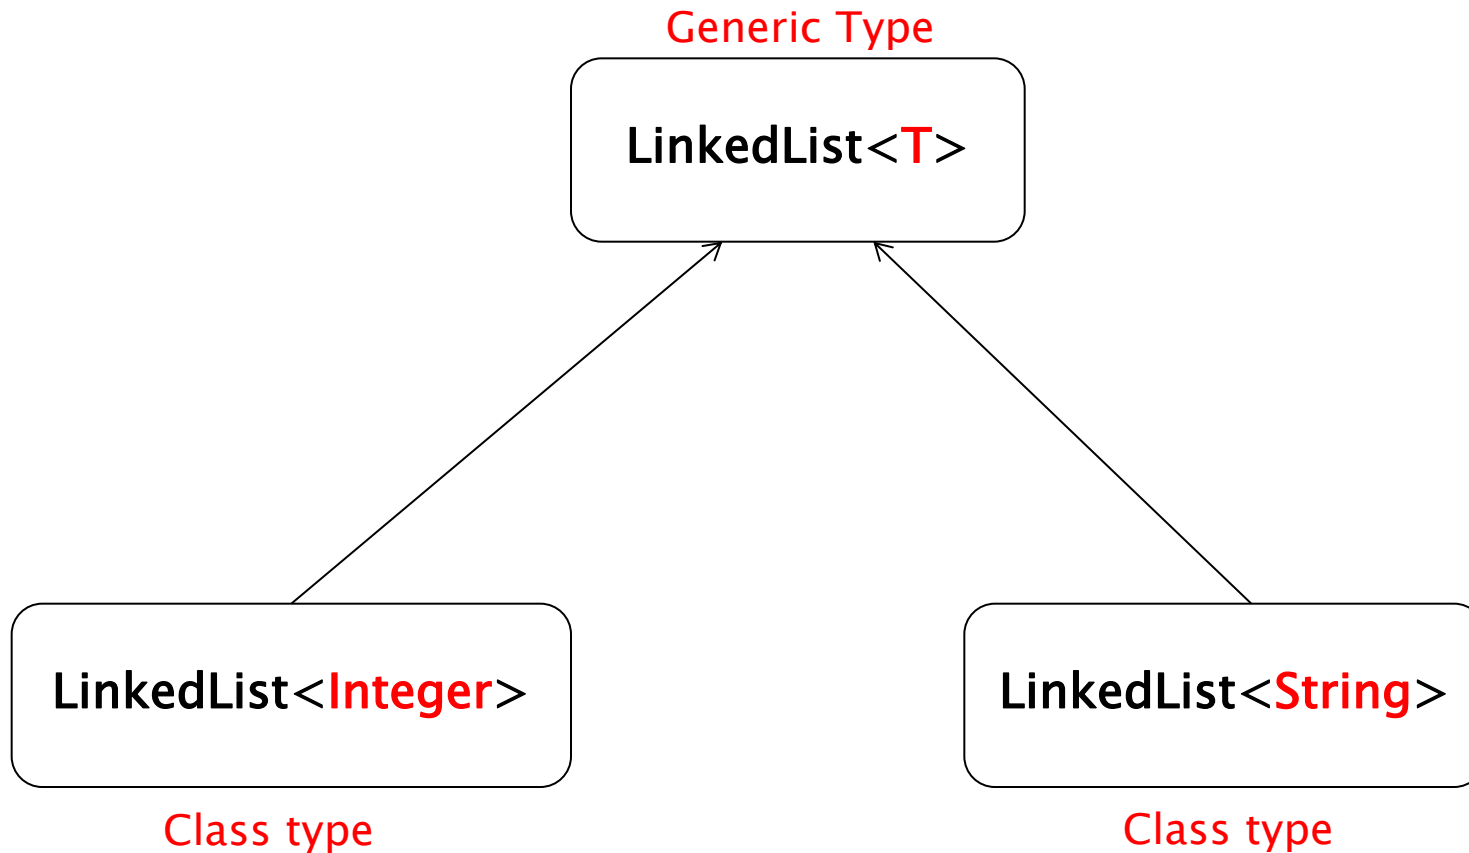 Generic Type
LinkedList<T>
LinkedList<Integer>
LinkedList<String>
Class type
Class type